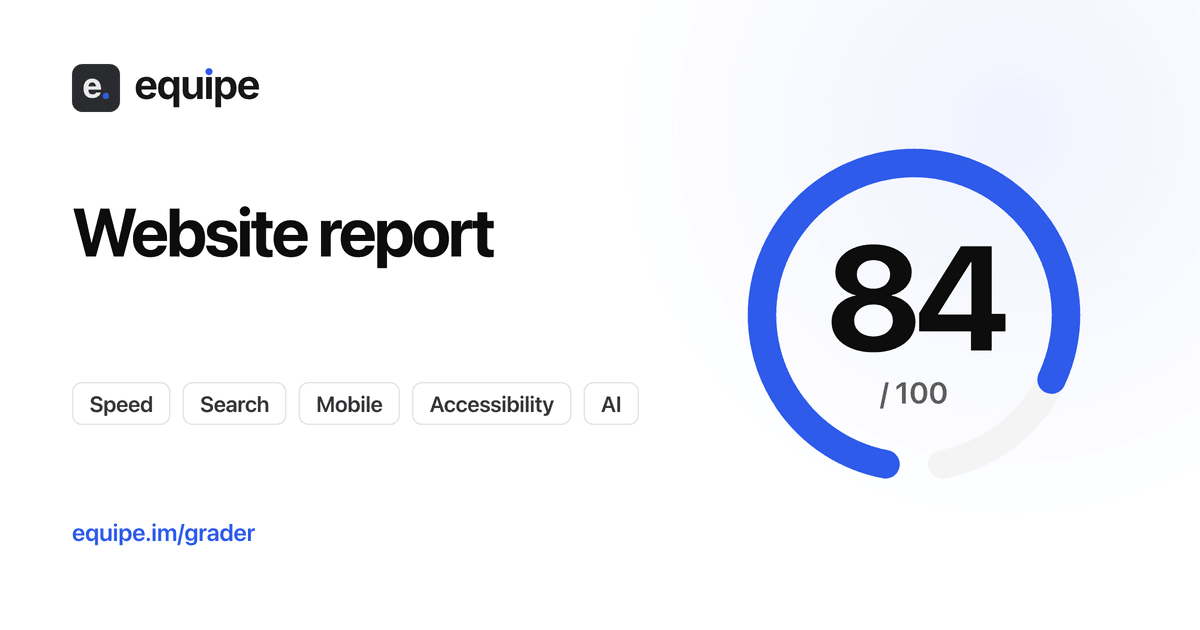 e.
equipe
Website report
84
/ 100
Speed
Search
Mobile
Accessibility
AI
equipe.im/grader